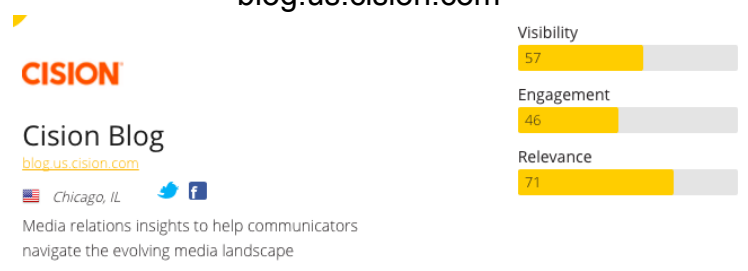 blog.us.cision.com
CISION
Cision Blog
blog.us.cision.com
Chicago, IL
Media relations insights to help communicators
navigate the evolving media landscape
Visibility
57
Engagement
46
Relevance
71